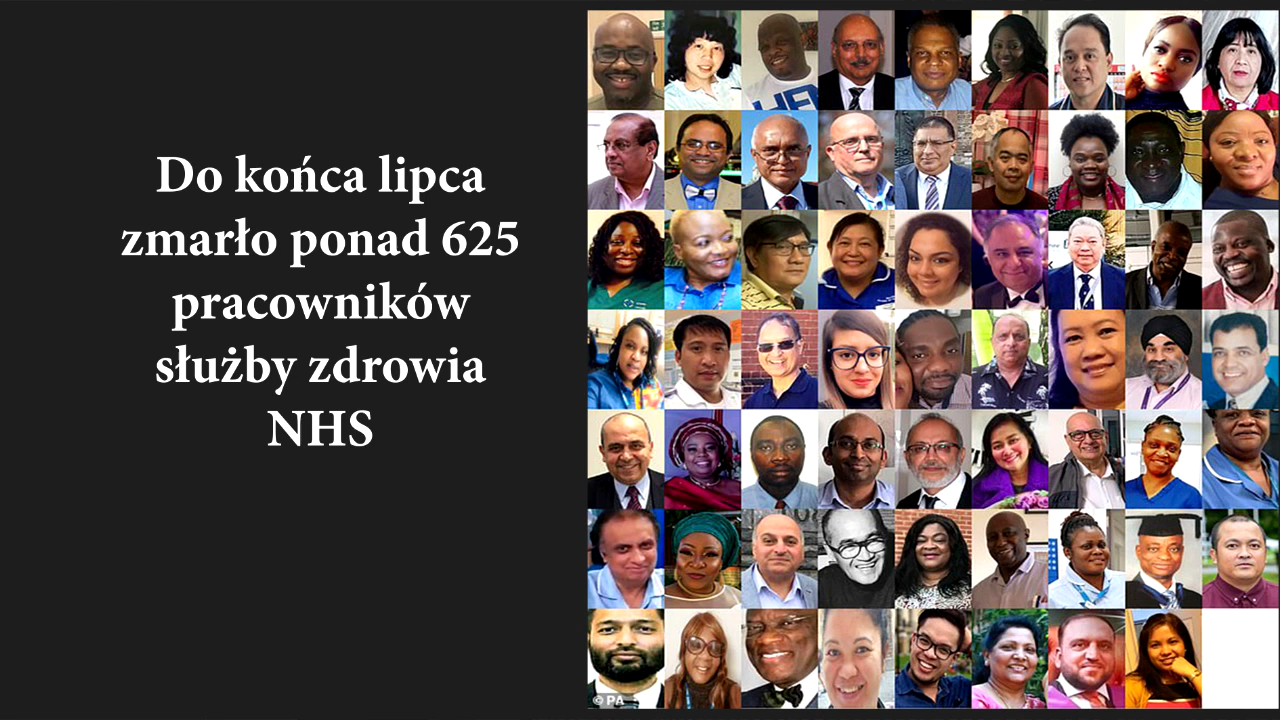 Do końca lipca
zmarło ponad 625
pracowników
służby zdrowia
NHS
© PA